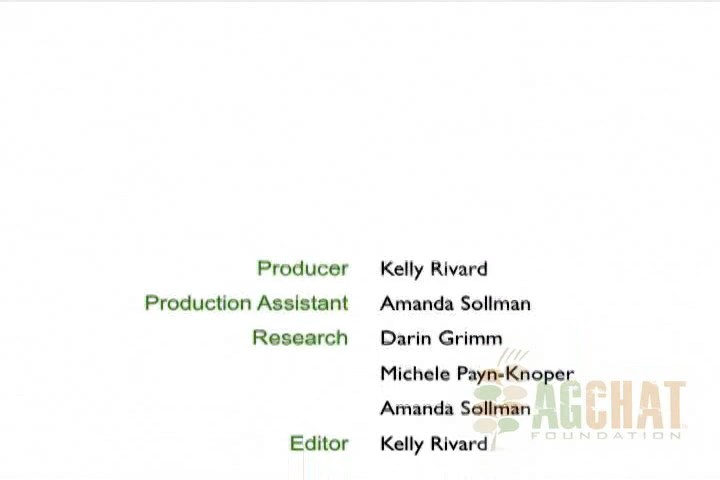 Producer Kelly Rivard
Production Assistant Amanda Sollman
Research Darin Grimm
Michele Payn-Knoper
Amanda Sollman
AGCHAT
FOUNDATION
Editor Kelly Rivard